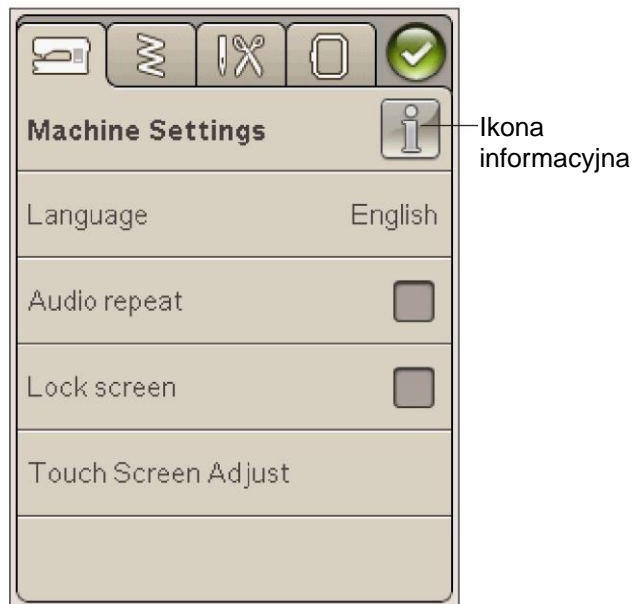 Machine Settings
Ikona
informacyjna
Language English
Audio repeat
Lock screen
Touch Screen Adjust